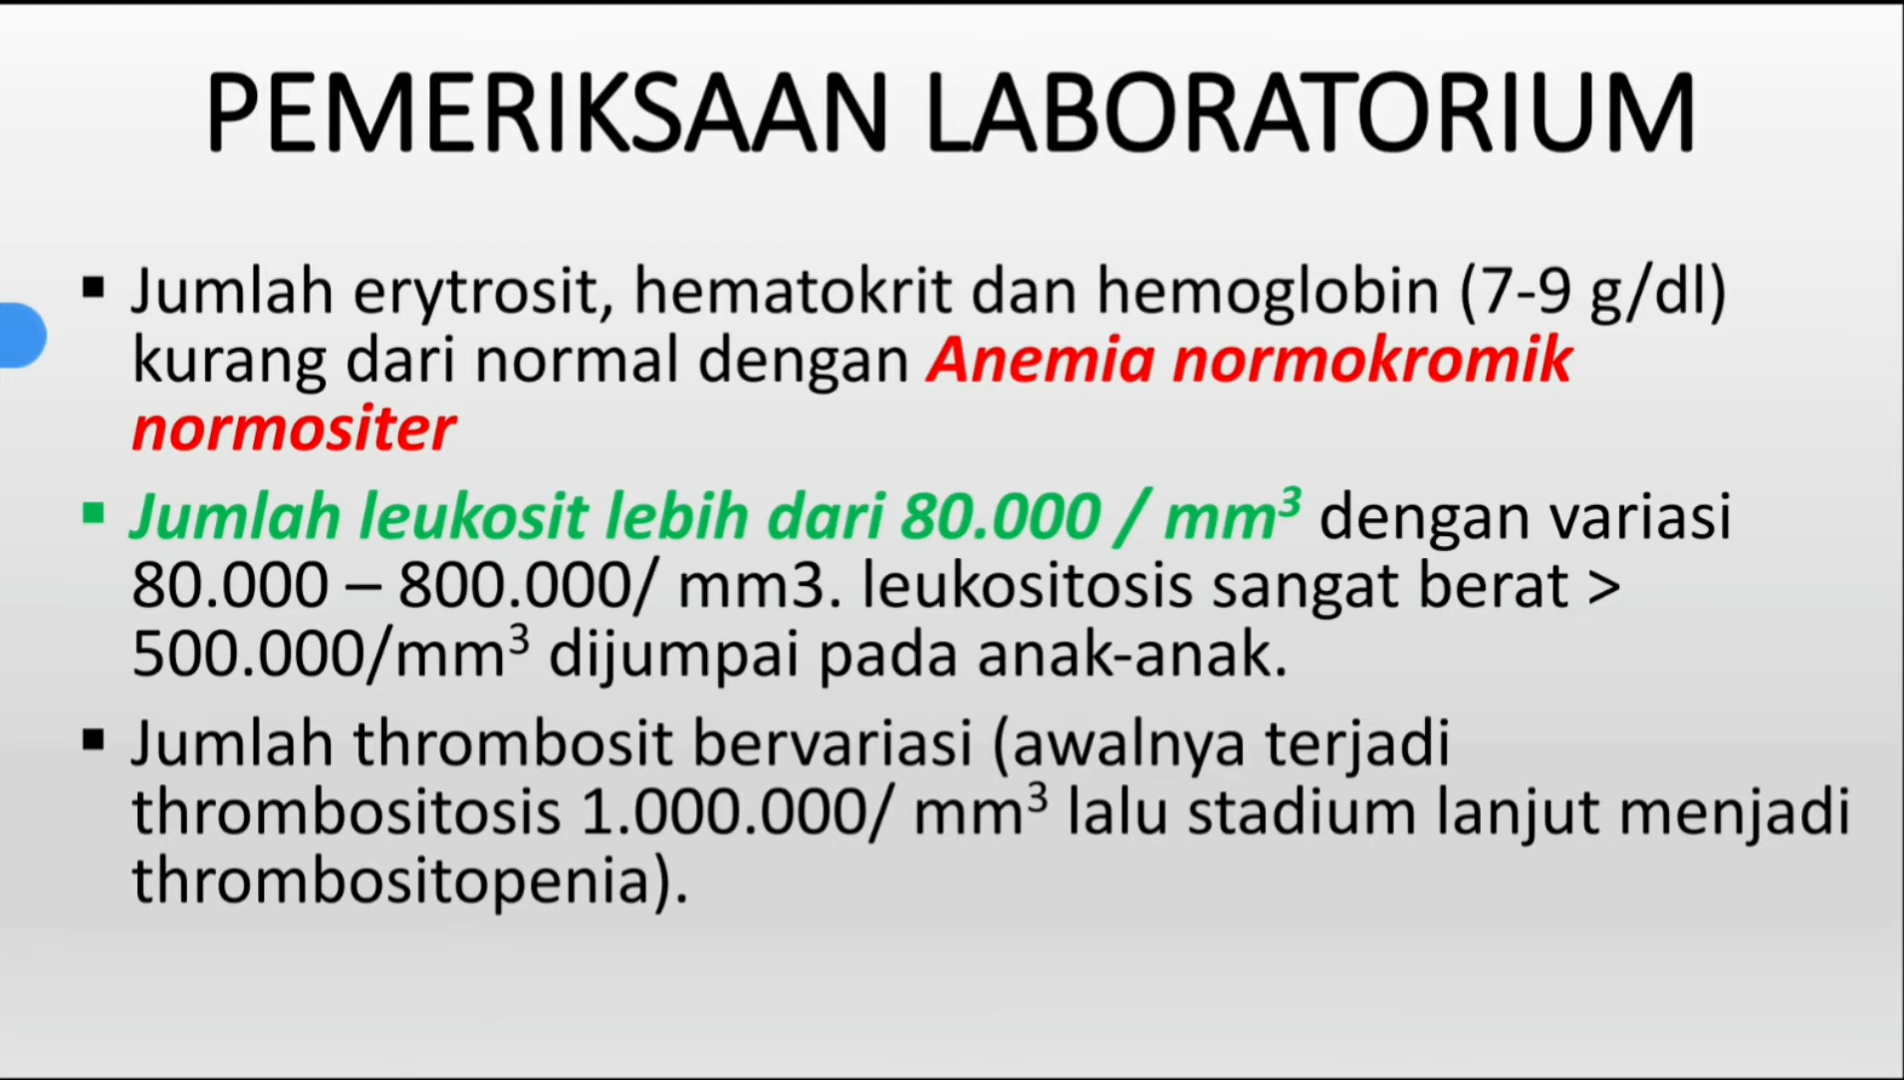 PEMERIKSAAN LABORATORIUM
▪ Jumlah erytrosit, hematokrit dan hemoglobin (7-9 g/dl)
kurang dari normal dengan Anemia normokromik
normositer
▪ Jumlah leukosit lebih dari 80.000 / mm³ dengan variasi
80.000 – 800.000/ mm3. leukositosis sangat berat >
500.000/mm³ dijumpai pada anak-anak.
▪ Jumlah thrombosit bervariasi (awalnya terjadi
thrombositosis 1.000.000/ mm³ lalu stadium lanjut menjadi
thrombositopenia).